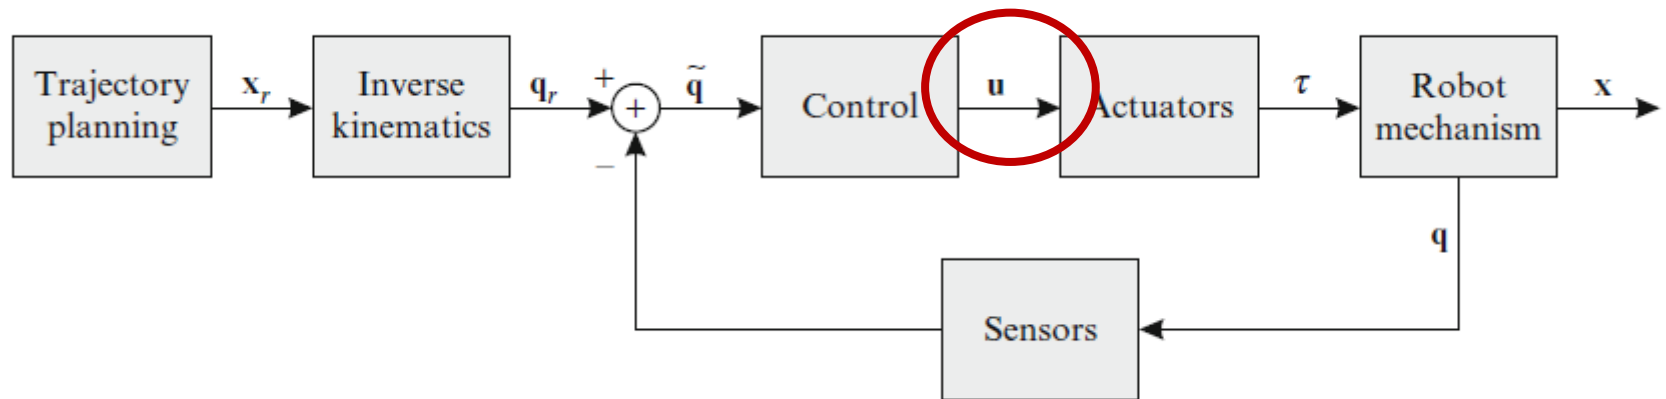 Trajectory
planning
x_r
Inverse
kinematics
q_r
+
+
−
q̃
Control
u
Actuators
τ
Robot
mechanism
x
q
Sensors